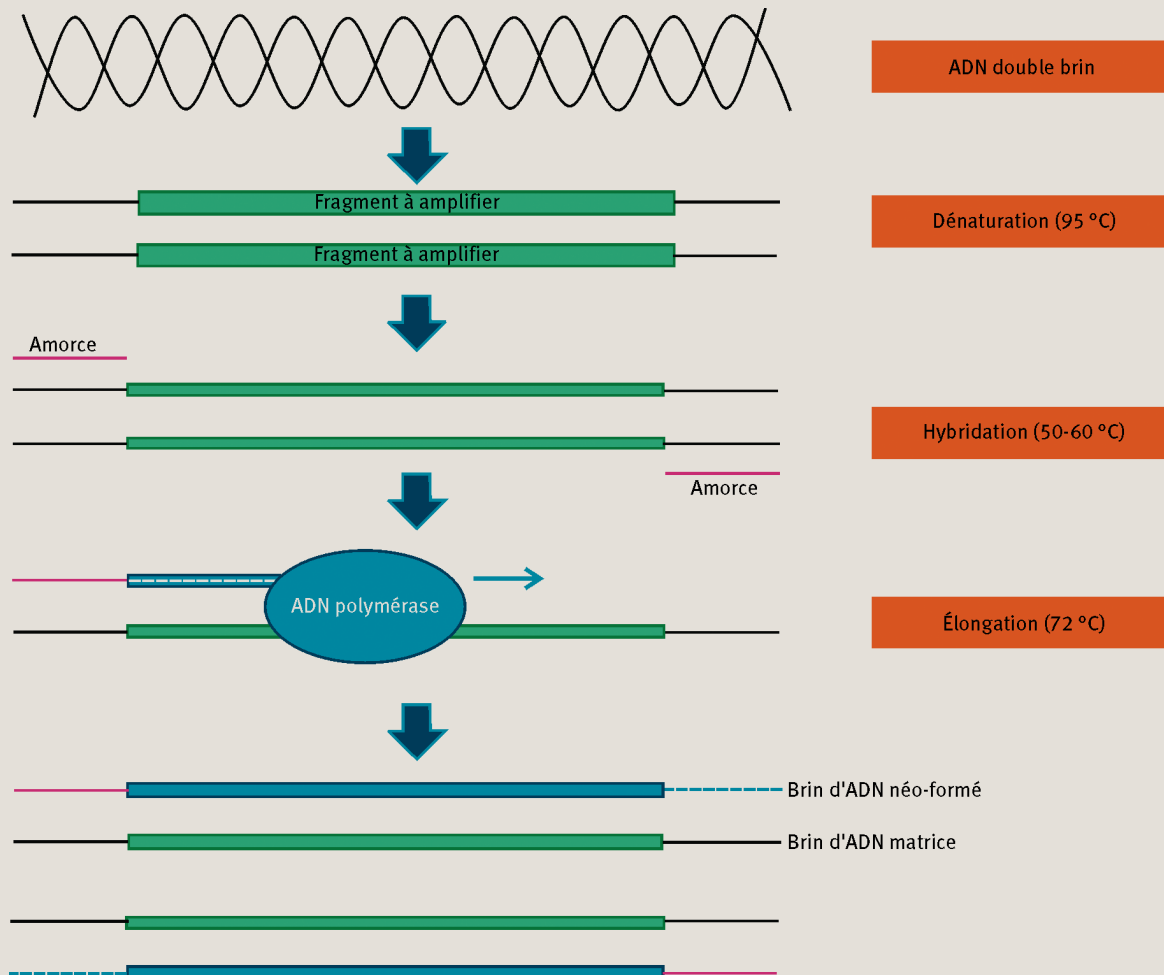 ADN double brin
Fragment à amplifier
Dénaturation (95 °C)
Fragment à amplifier
Amorce
Hybridation (50-60 °C)
Amorce
ADN polymérase
Élongation (72 °C)
Brin d'ADN néo-formé
Brin d'ADN matrice